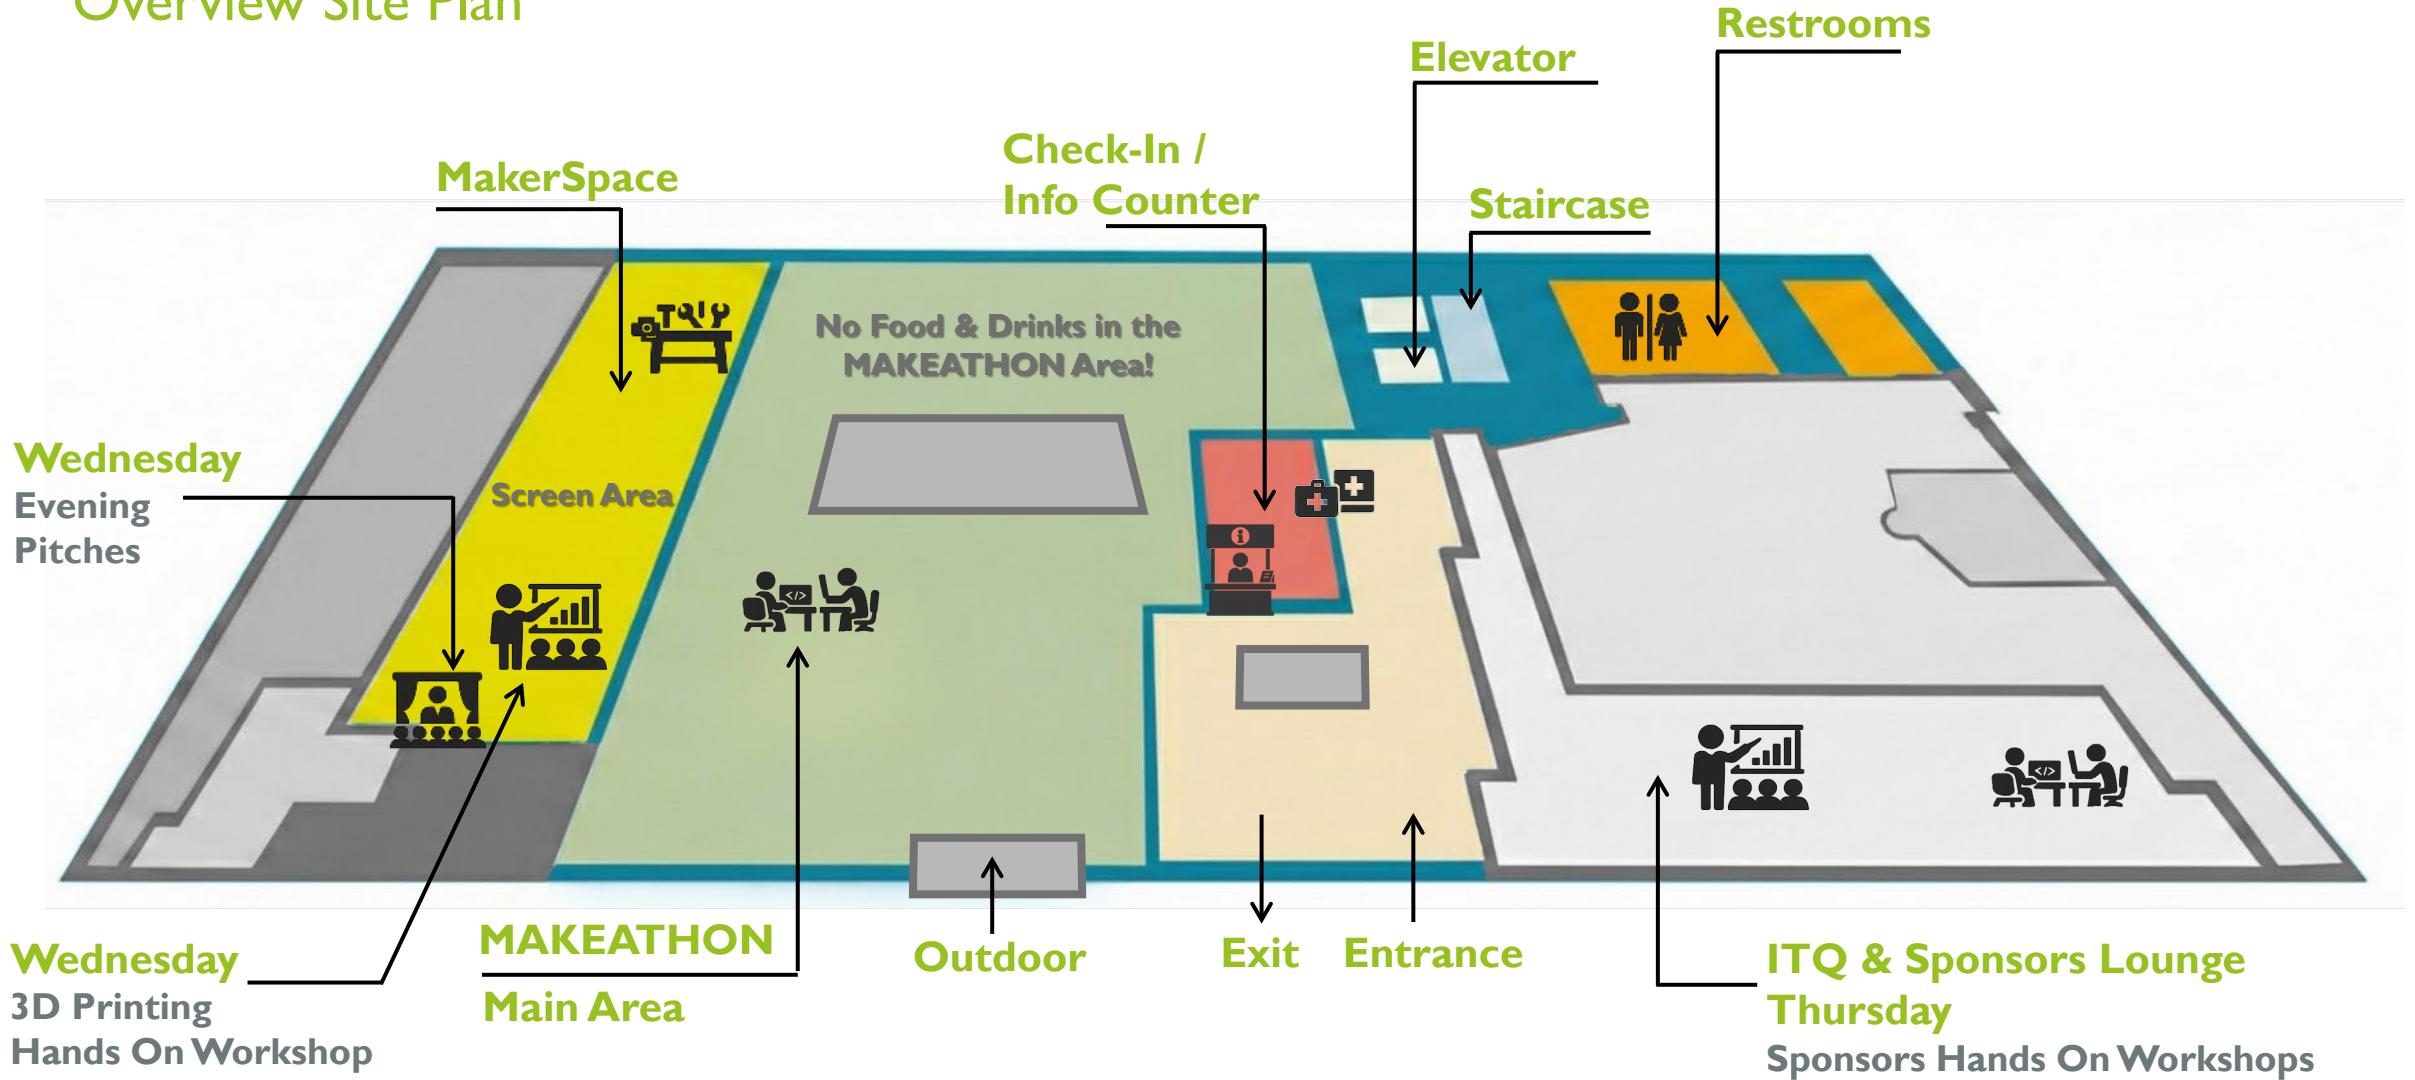 Overview Site Plan
Restrooms
Elevator
Check-In /
Info Counter
MakerSpace
Staircase
No Food & Drinks in the
MAKEATHON Area!
Wednesday
Evening
Pitches
Screen Area
MAKEATHON
Main Area
Outdoor
Exit
Entrance
Wednesday
3D Printing
Hands On Workshop
ITQ & Sponsors Lounge
Thursday
Sponsors Hands On Workshops